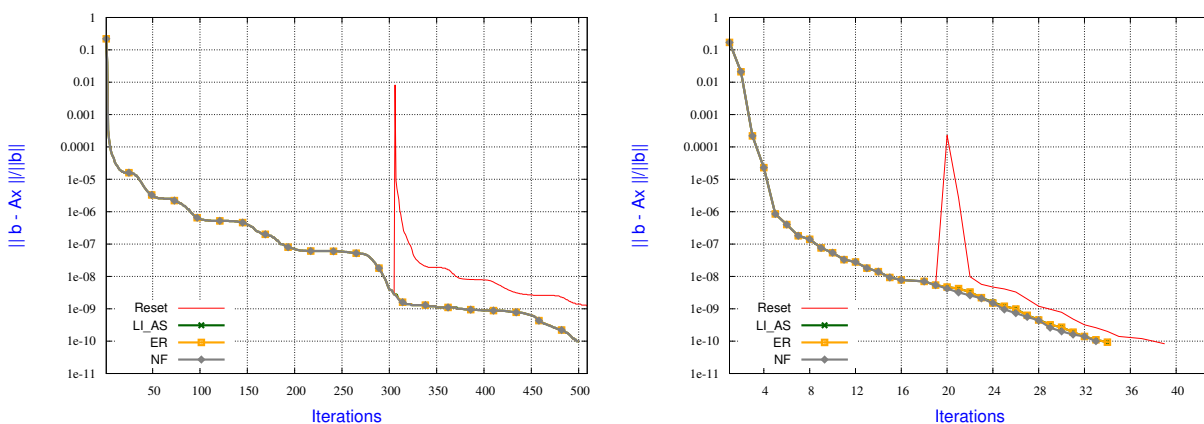 1
0.1
0.01
0.001
0.0001
1e-05
1e-06
1e-07
1e-08
1e-09
1e-10
1e-11
|| b - Ax ||/||b||
Reset
LI_AS
ER
NF
50 100 150 200 250 300 350 400 450 500
Iterations
1
0.1
0.01
0.001
0.0001
1e-05
1e-06
1e-07
1e-08
1e-09
1e-10
1e-11
|| b - Ax ||/||b||
Reset
LI_AS
ER
NF
4 8 12 16 20 24 28 32 36 40
Iterations